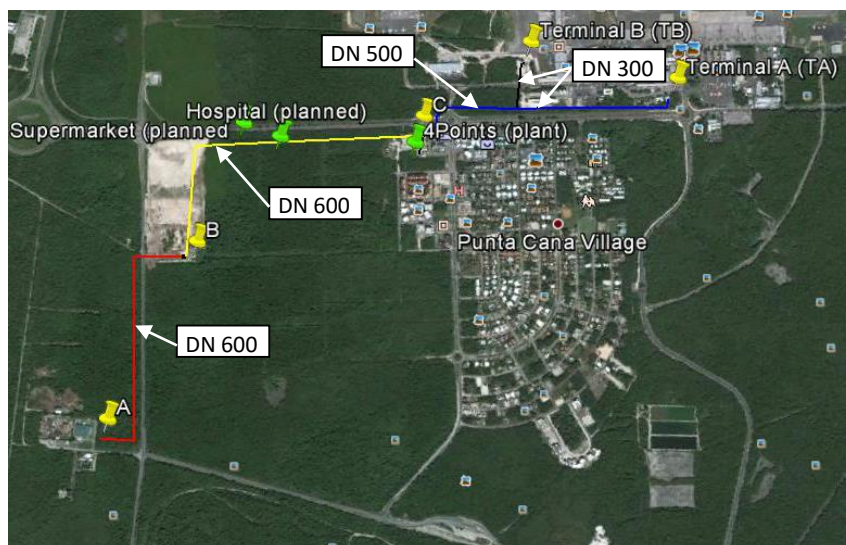 Terminal B (TB)
DN 500
DN 300
Terminal A (TA)
C
Hospital (planned)
Supermarket (planned
4Points (plant)
DN 600
H
B
Punta Cana Village
DN 600
A